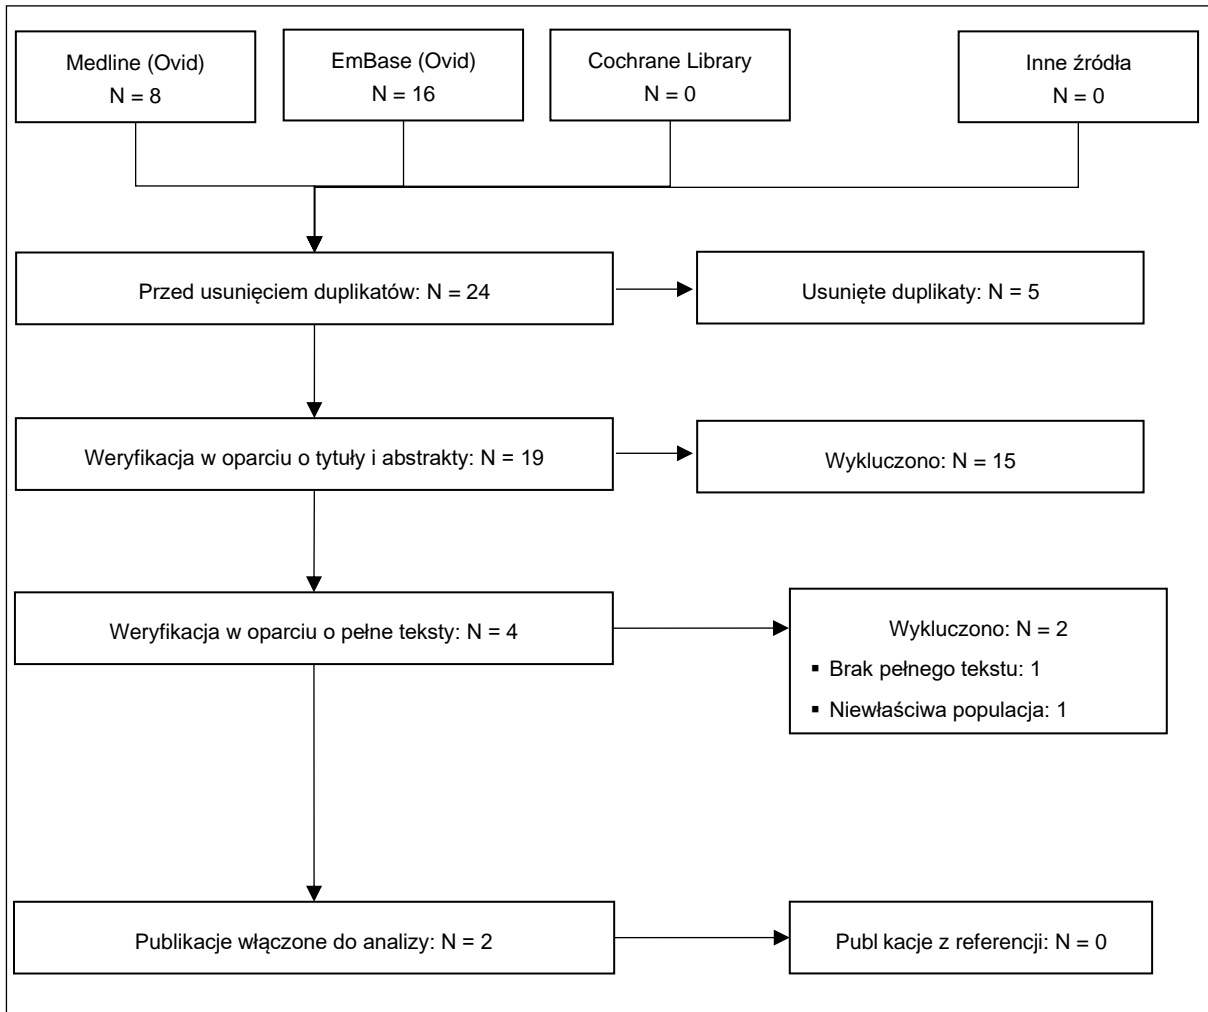 Medline (Ovid)
N = 8
EmBase (Ovid)
N = 16
Cochrane Library
N = 0
Inne źródła
N = 0
Przed usunięciem duplikatów: N = 24
Usunięte duplikaty: N = 5
Weryfikacja w oparciu o tytuły i abstrakty: N = 19
Wykluczono: N = 15
Weryfikacja w oparciu o pełne teksty: N = 4
Wykluczono: N = 2
▪ Brak pełnego tekstu: 1
▪ Niewłaściwa populacja: 1
Publikacje włączone do analizy: N = 2
Publ kacje z referencji: N = 0